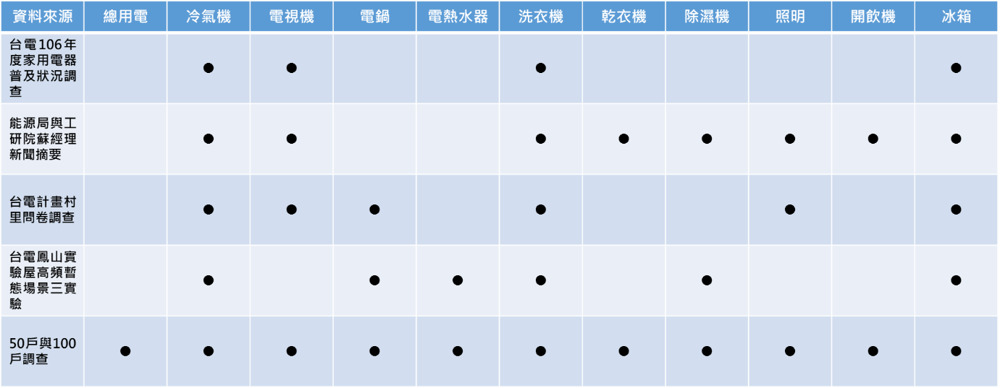 資料來源 總用電 冷氣機 電視機 電鍋 電熱水器 洗衣機 乾衣機 除濕機 照明 開飲機 冰箱
台電106年
度家用電器
普及狀況調
查
● ● ● ●
能源局與工
研院蘇經理
新聞摘要
● ● ● ● ● ● ● ●
台電計畫村
里問卷調查
● ● ● ● ● ●
台電鳳山實
驗屋高頻暫
態場景三實
驗
● ● ● ● ● ●
50戶與100
戶調查
● ● ● ● ● ● ● ● ● ● ●